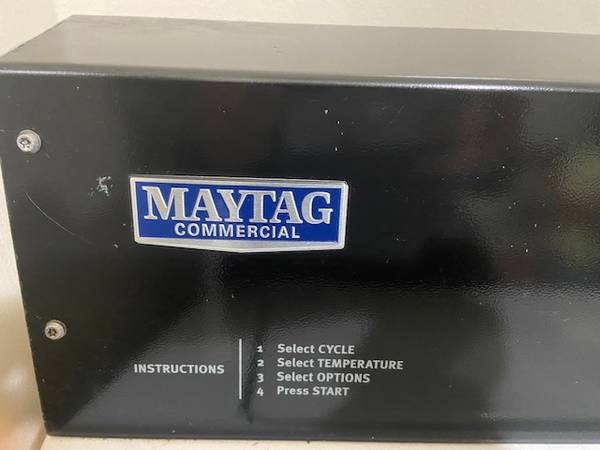 MAYTAG
COMMERCIAL
INSTRUCTIONS
1 Select CYCLE
2 Select TEMPERATURE
3 Select OPTIONS
4 Press START